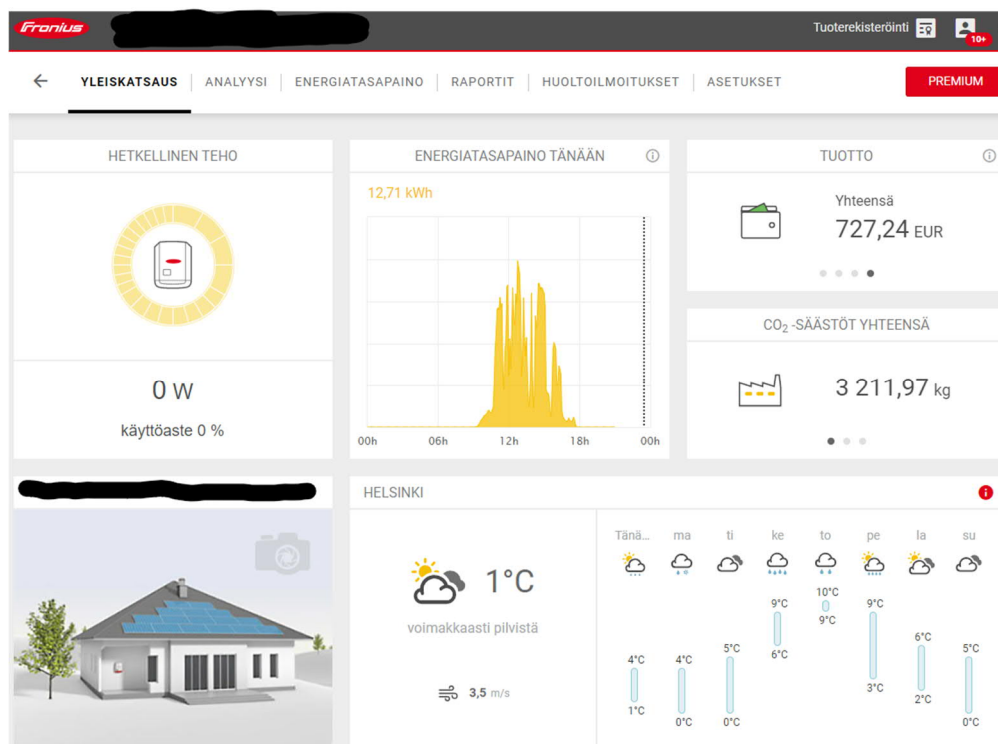 Fronius
Tuoterekisteröinti
10+
YLEISKATSAUS
ANALYYSI
ENERGIATASAPAINO
RAPORTIT
HUOLTOILMOITUKSET
ASETUKSET
PREMIUM
HETKELLINEN TEHO
0 W
käyttöaste 0 %
ENERGIATASAPAINO TÄNÄÄN
12,71 kWh
00h 06h 12h 18h 00h
TUOTTO
Yhteensä
727,24 EUR
CO₂ -SÄÄSTÖT YHTEENSÄ
3 211,97 kg
HELSINKI
1°C
voimakkaasti pilvistä
3,5 m/s
Tänä... ma ti ke to pe la su
4°C 4°C 5°C 9°C 10°C 9°C 6°C 5°C
1°C 0°C 0°C 6°C 9°C 3°C 2°C 0°C